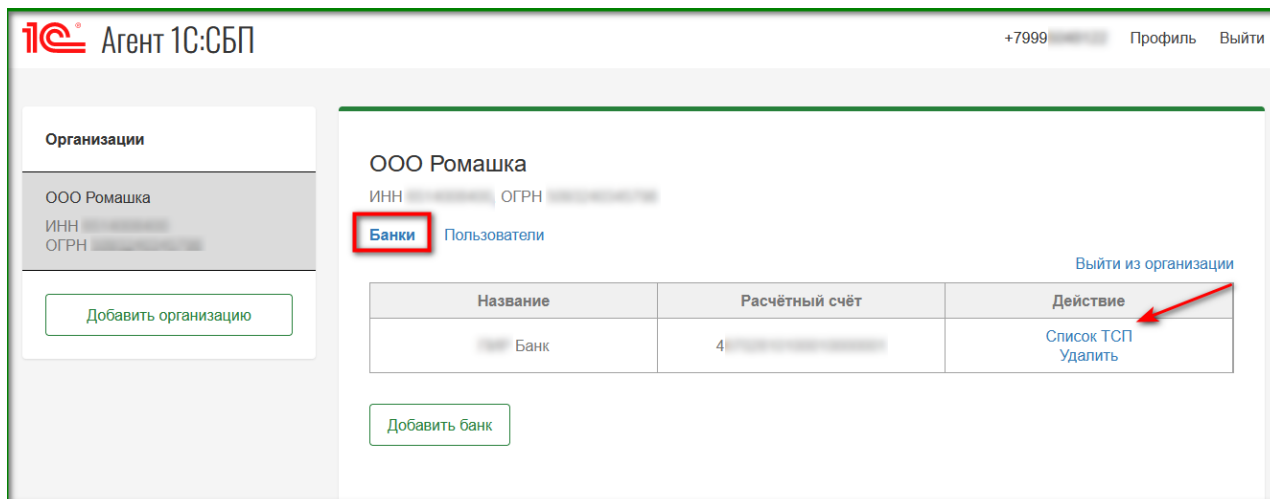 1С® Агент 1С:СБП
+7999 Профиль Выйти
Организации
ООО Ромашка
ИНН
ОГРН
Добавить организацию
ООО Ромашка
ИНН ОГРН
Банки Пользователи
Выйти из организации
Название Расчётный счёт Действие
Банк 4 Список ТСП
Удалить
Добавить банк